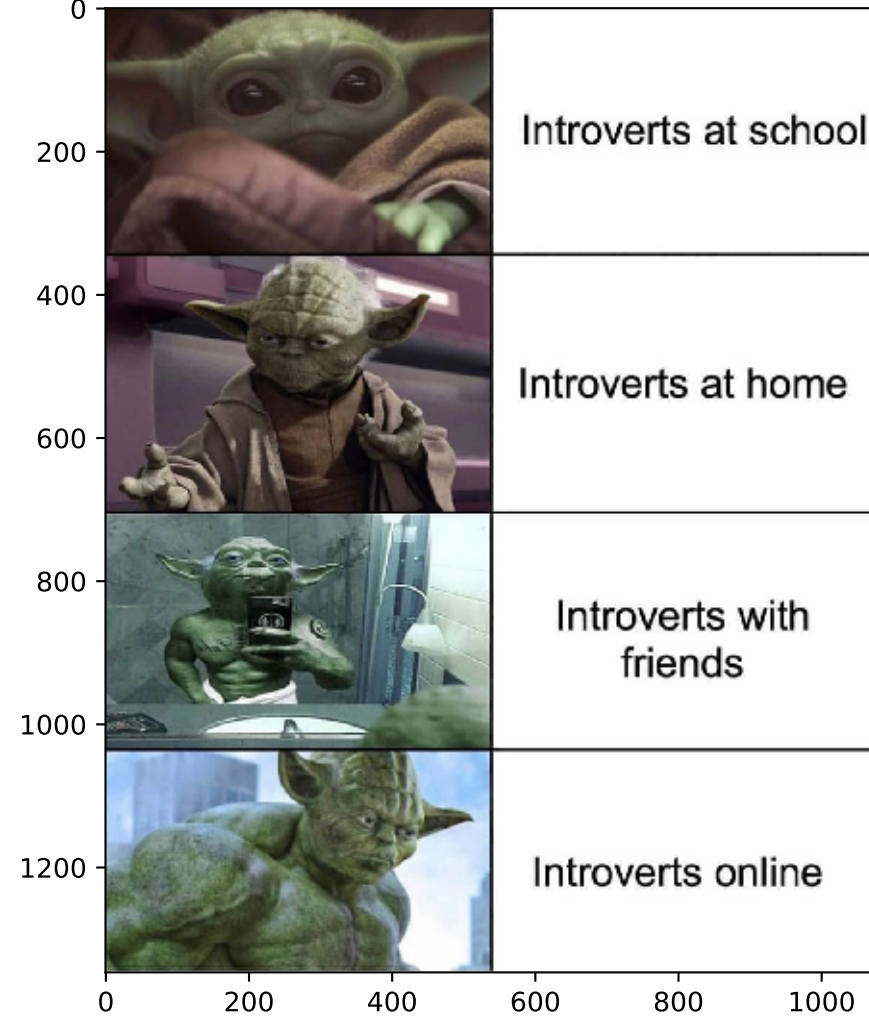 0
200
400
600
800
1000
1200
0
200
400
600
800
1000
Introverts at school
Introverts at home
Introverts with
friends
Introverts online